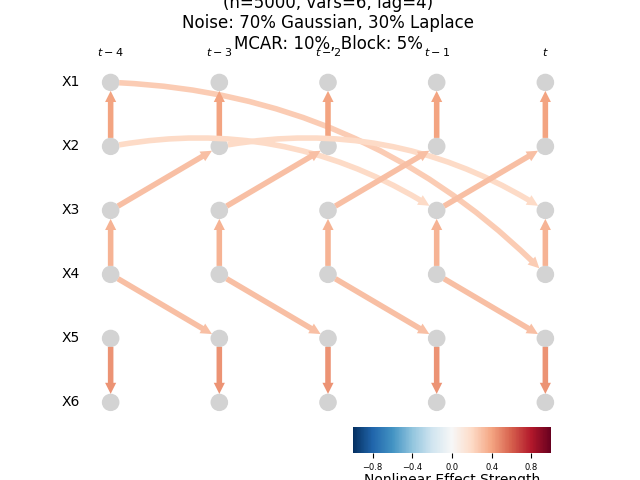 (n=5000, vars=6, lag=4)
Noise: 70% Gaussian, 30% Laplace
MCAR: 10%, Block: 5%
t − 4 t − 3 t − 2 t − 1 t
X1
X2
X3
X4
X5
X6
−0.8 −0.4 0.0 0.4 0.8
Nonlinear Effect Strength